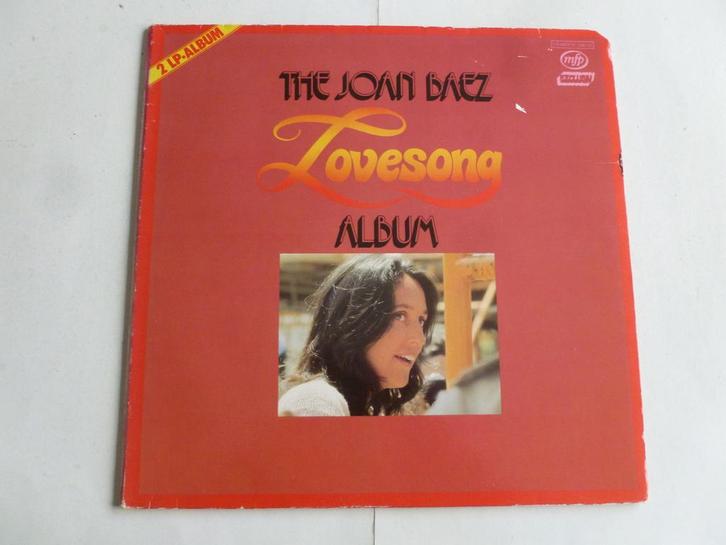 2 LP-ALBUM
mfp
THE JOAN BAEZ
Lovesong
ALBUM